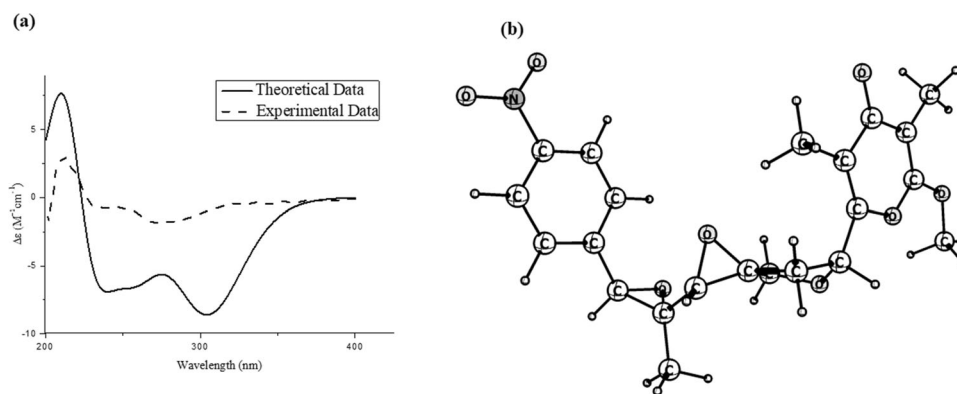 (a)
(b)
Theoretical Data
Experimental Data
5
0
-5
-10
Δε (M⁻¹cm⁻¹)
200
300
400
Wavelength (nm)
O
O
N
C
C
C
C
C
C
C
O
C
C
O
C
C
C
C
O
C
C
O
C
C
C
C
C
C
O
O
C